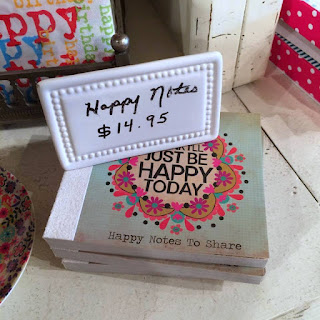 Happy Notes
$14.95
JUST BE
HAPPY
TODAY
Happy Notes To Share